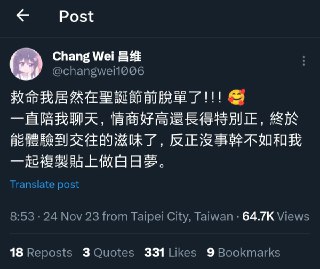 Post
Chang Wei 昌维
@changwei1006
救命我居然在聖誕節前脫單了!!! 🥰
一直陪我聊天，情商好高還長得特別正，終於
能體驗到交往的滋味了，反正沒事幹不如和我
一起複製貼上做白日夢。
Translate post
8:53 · 24 Nov 23 from Taipei City, Taiwan · 64.7K Views
18 Reposts 3 Quotes 331 Likes 9 Bookmarks